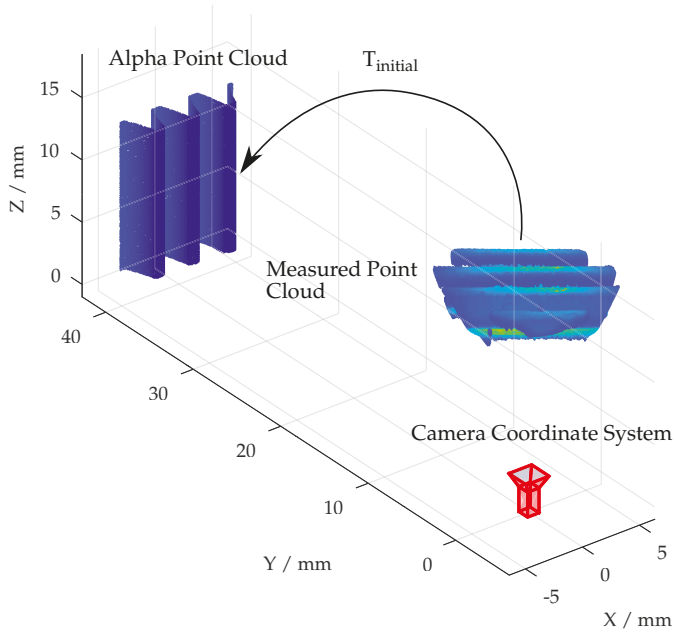 Alpha Point Cloud
T_initial
15
10
5
0
Z / mm
Measured Point
Cloud
40
30
20
10
0
Y / mm
Camera Coordinate System
-5
0
5
X / mm